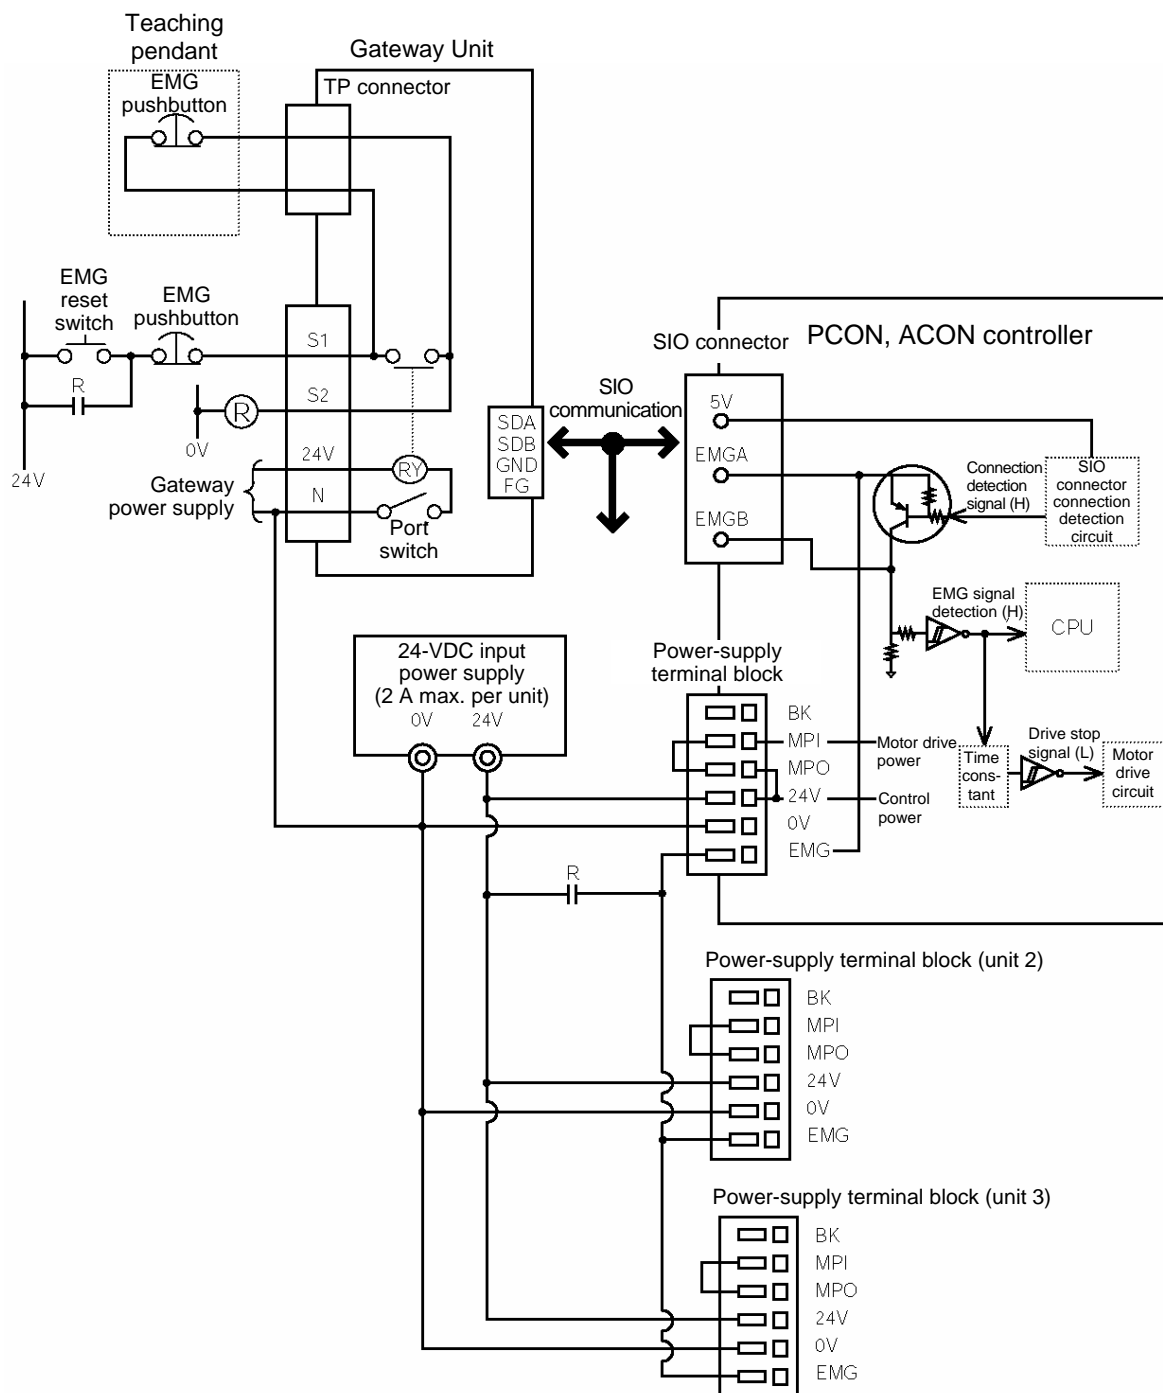 Teaching
pendant
Gateway Unit
EMG
pushbutton
TP connector
EMG
reset
switch
EMG
pushbutton
S1
R
S2
R
0V
24V
24V
RY
N
Gateway
power supply
Port
switch
SDA
SDB
GND
FG
SIO
communication
SIO connector
PCON, ACON controller
5V
EMGA
EMGB
Connection
detection
signal (H)
SIO
connector
connection
detection
circuit
EMG signal
detection (H)
CPU
24-VDC input
power supply
(2 A max. per unit)
0V 24V
Power-supply
terminal block
BK
MPI
MPO
24V
0V
EMG
Motor drive
power
Control
power
Time
cons-
tant
Drive stop
signal (L)
Motor
drive
circuit
R
Power-supply terminal block (unit 2)
BK
MPI
MPO
24V
0V
EMG
Power-supply terminal block (unit 3)
BK
MPI
MPO
24V
0V
EMG